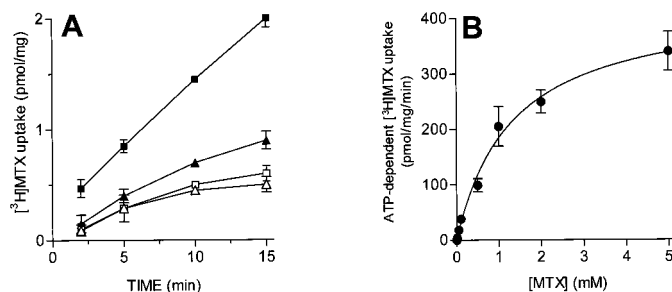 A
[³H]MTX uptake (pmol/mg)
2
1
0
0
5
10
15
TIME (min)
B
ATP-dependent [³H]MTX uptake
(pmol/mg/min)
400
300
200
100
0
0
1
2
3
4
5
[MTX] (mM)